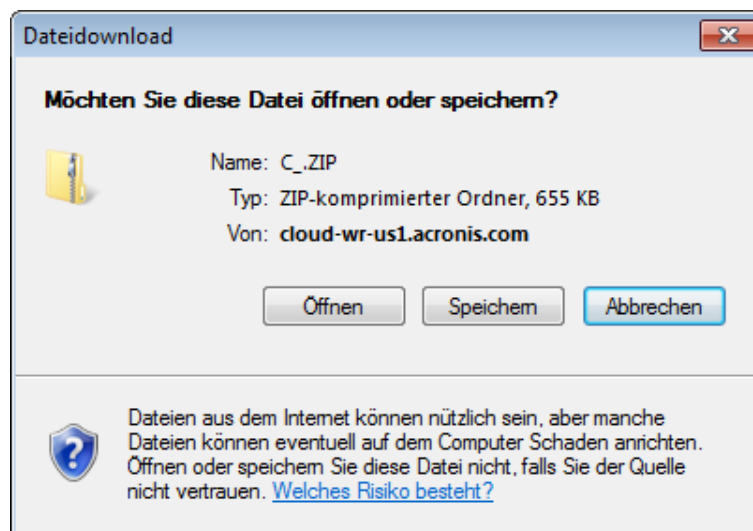 Dateidownload
Möchten Sie diese Datei öffnen oder speichern?
Name: C_.ZIP
Typ: ZIP-komprimierter Ordner, 655 KB
Von: cloud-wr-us1.acronis.com
Öffnen Speichern Abbrechen
Dateien aus dem Internet können nützlich sein, aber manche
Dateien können eventuell auf dem Computer Schaden anrichten.
Öffnen oder speichern Sie diese Datei nicht, falls Sie der Quelle
nicht vertrauen. Welches Risiko besteht?